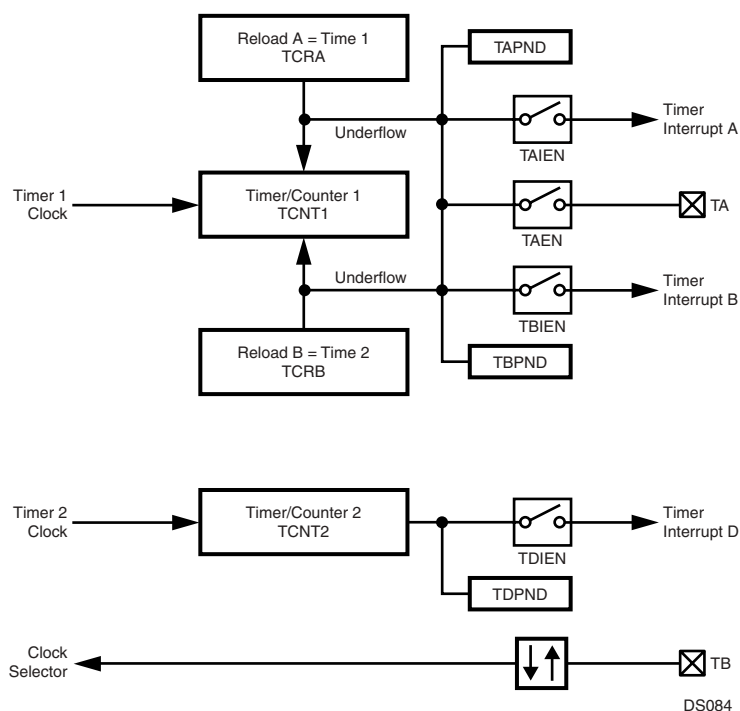 Reload A = Time 1
TCRA
TAPND
Underflow
TAIEN
Timer
Interrupt A
Timer 1
Clock
Timer/Counter 1
TCNT1
TAEN
TA
Underflow
TBIEN
Timer
Interrupt B
Reload B = Time 2
TCRB
TBPND
Timer 2
Clock
Timer/Counter 2
TCNT2
TDIEN
Timer
Interrupt D
TDPND
Clock
Selector
TB
DS084